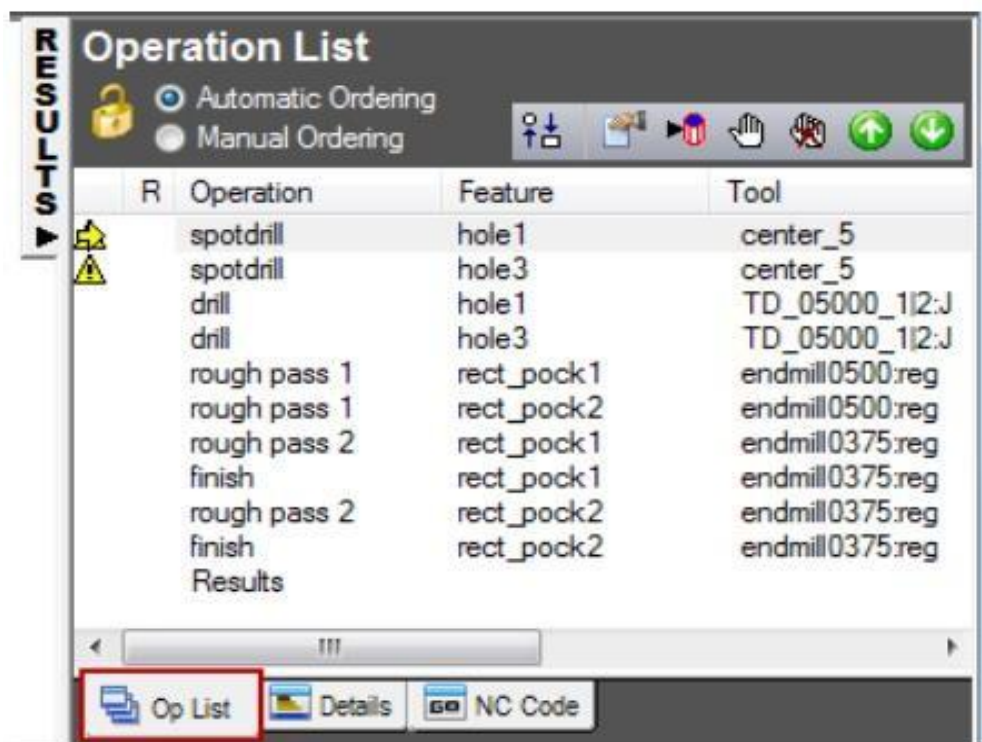 RESULTS
Operation List
Automatic Ordering
Manual Ordering
R Operation Feature Tool
spotdrill hole1 center_5
spotdrill hole3 center_5
drill hole1 TD_05000_1|2:J
drill hole3 TD_05000_1|2:J
rough pass 1 rect_pock1 endmill0500:reg
rough pass 1 rect_pock2 endmill0500:reg
rough pass 2 rect_pock1 endmill0375:reg
finish rect_pock1 endmill0375:reg
rough pass 2 rect_pock2 endmill0375:reg
finish rect_pock2 endmill0375:reg
Results
Op List Details GO NC Code